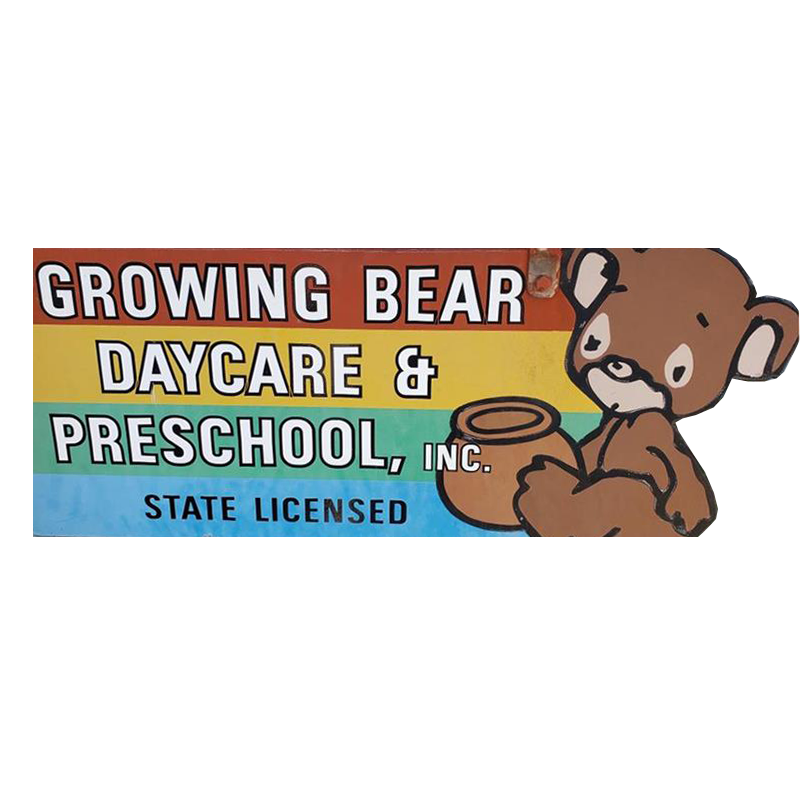 GROWING BEAR
DAYCARE &
PRESCHOOL, INC.
STATE LICENSED